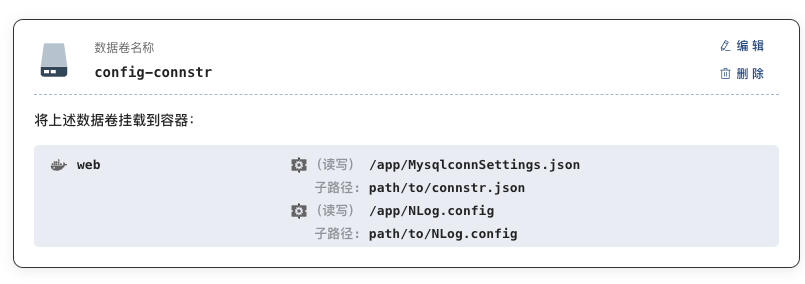 数据卷名称
编 辑
config-connstr
删 除
将上述数据卷挂载到容器：
web
(读写) /app/MysqlconnSettings.json
子路径: path/to/connstr.json
(读写) /app/NLog.config
子路径: path/to/NLog.config